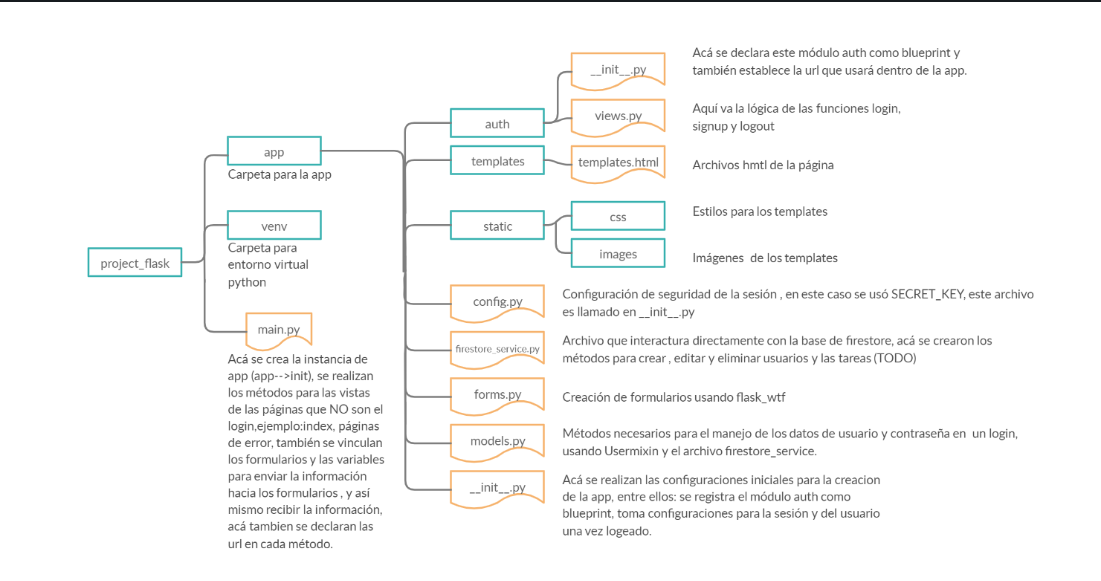 project_flask
app
Carpeta para la app
venv
Carpeta para
entorno virtual
python
main.py
Acá se crea la instancia de
app (app-->init), se realizan
los métodos para las vistas
de las páginas que NO son el
login,ejemplo:index, páginas
de error, también se vinculan
los formularios y las variables
para enviar la información
hacia los formularios , y así
mismo recibir la información,
acá tambien se declaran las
url en cada método.
auth
__init__.py
Acá se declara este módulo auth como blueprint y
también establece la url que usará dentro de la app.
views.py
Aquí va la lógica de las funciones login,
signup y logout
templates
templates.html
Archivos hmtl de la página
static
css
Estilos para los templates
images
Imágenes de los templates
config.py
Configuración de seguridad de la sesión , en este caso se usó SECRET_KEY, este archivo
es llamado en __init__.py
firestore_service.py
Archivo que interactura directamente con la base de firestore, acá se crearon los
métodos para crear , editar y eliminar usuarios y las tareas (TODO)
forms.py
Creación de formularios usando flask_wtf
models.py
Métodos necesarios para el manejo de los datos de usuario y contraseña en un login,
usando Usermixin y el archivo firestore_service.
__init__.py
Acá se realizan las configuraciones iniciales para la creacion
de la app, entre ellos: se registra el módulo auth como
blueprint, toma configuraciones para la sesión y del usuario
una vez logeado.